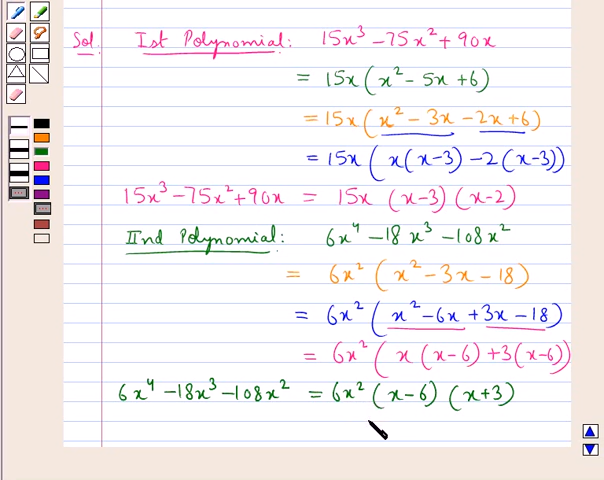 Sol. Ist Polynomial: 15x³ – 75x² + 90x
= 15x (x² – 5x + 6)
= 15x (x² – 3x – 2x + 6)
= 15x ( x (x–3) – 2 (x–3))
15x³ – 75x² + 90x = 15x (x–3) (x–2)
IInd Polynomial: 6x⁴ – 18x³ – 108x²
= 6x² (x² – 3x – 18)
= 6x² (x² – 6x + 3x – 18)
= 6x² ( x (x–6) + 3 (x–6))
6x⁴ – 18x³ – 108x² = 6x² (x–6) (x+3)